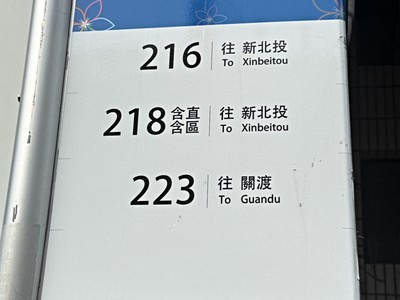 216 往 新北投
To Xinbeitou
218 含直含區 往 新北投
To Xinbeitou
223 往 關渡
To Guandu